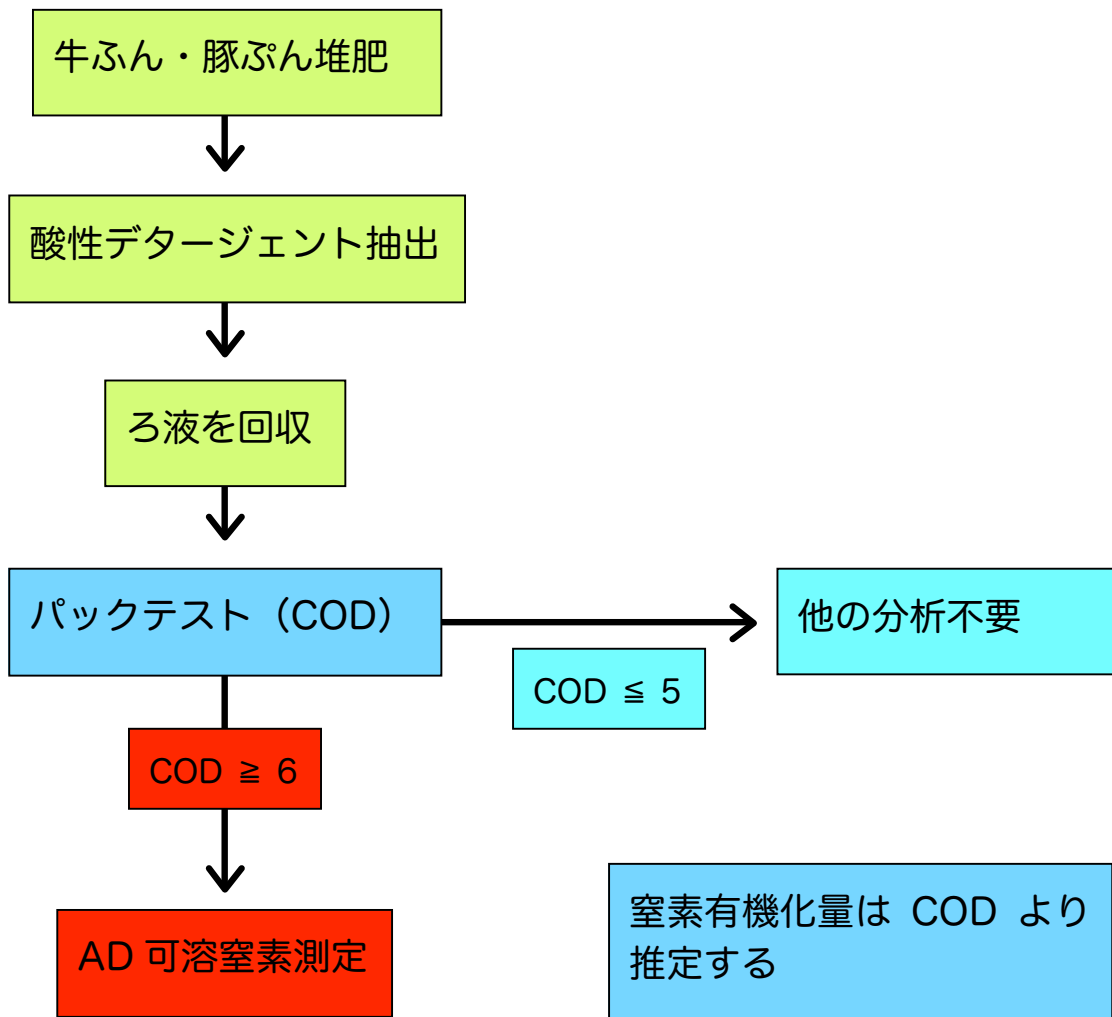 牛ふん・豚ぷん堆肥
酸性デタージェント抽出
ろ液を回収
パックテスト（COD）
他の分析不要
COD ≦ 5
COD ≧ 6
AD 可溶窒素測定
窒素有機化量は COD より
推定する